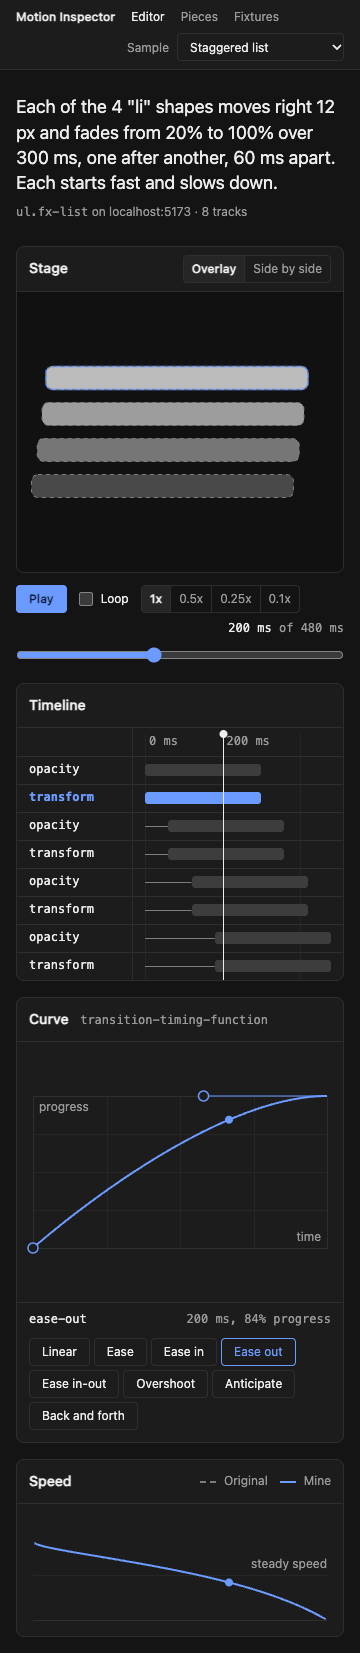 Motion Inspector Editor Pieces Fixtures
Sample Staggered list
Each of the 4 "li" shapes moves right 12
px and fades from 20% to 100% over
300 ms, one after another, 60 ms apart.
Each starts fast and slows down.
ul.fx-list on localhost:5173 · 8 tracks
Stage Overlay Side by side
Play Loop 1x 0.5x 0.25x 0.1x
200 ms of 480 ms
Timeline
0 ms 200 ms
opacity
transform
opacity
transform
opacity
transform
opacity
transform
Curve transition-timing-function
progress
time
ease-out 200 ms, 84% progress
Linear Ease Ease in Ease out
Ease in-out Overshoot Anticipate
Back and forth
Speed Original Mine
steady speed